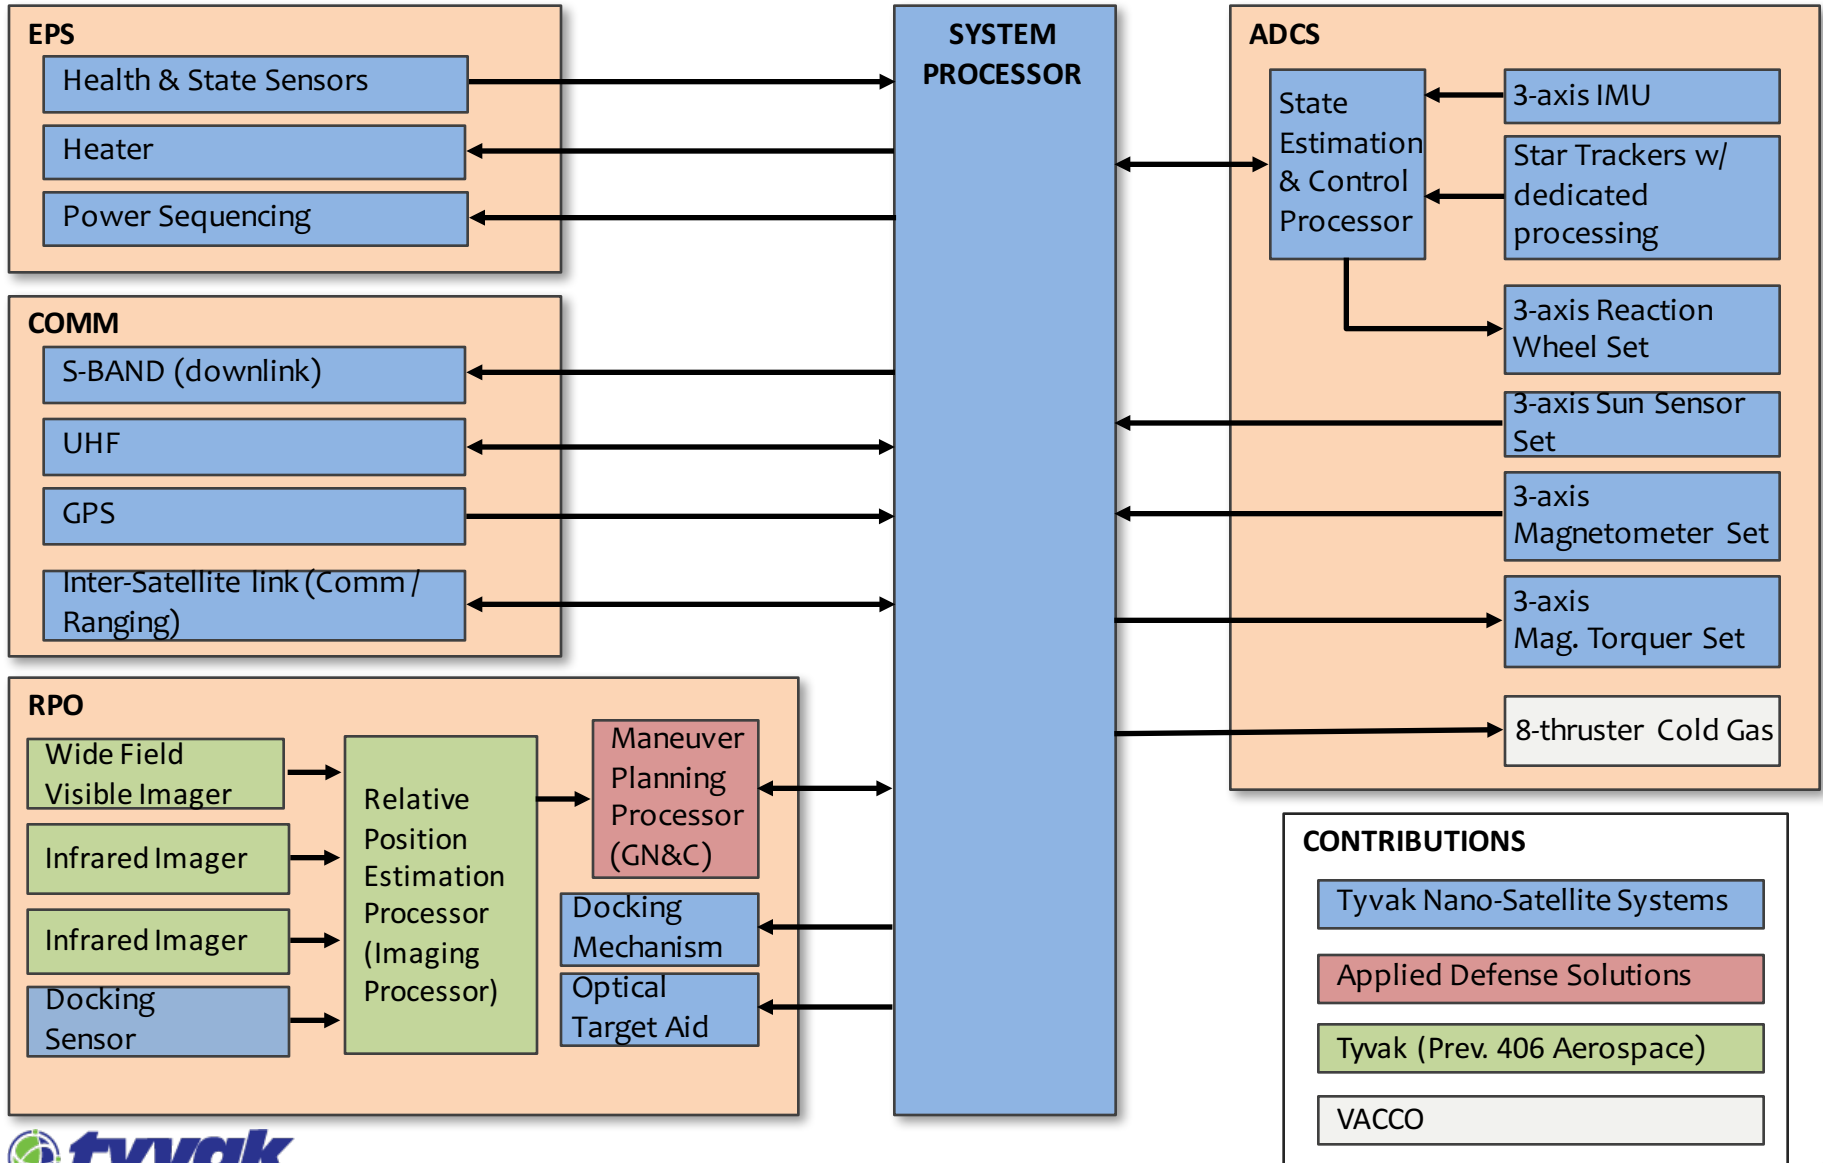 EPS
Health & State Sensors
Heater
Power Sequencing
COMM
S-BAND (downlink)
UHF
GPS
Inter-Satellite link (Comm /
Ranging)
RPO
Wide Field
Visible Imager
Infrared Imager
Infrared Imager
Docking
Sensor
Relative
Position
Estimation
Processor
(Imaging
Processor)
Maneuver
Planning
Processor
(GN&C)
Docking
Mechanism
Optical
Target Aid
SYSTEM
PROCESSOR
ADCS
State
Estimation
& Control
Processor
3-axis IMU
Star Trackers w/
dedicated
processing
3-axis Reaction
Wheel Set
3-axis Sun Sensor
Set
3-axis
Magnetometer Set
3-axis
Mag. Torquer Set
8-thruster Cold Gas
CONTRIBUTIONS
Tyvak Nano-Satellite Systems
Applied Defense Solutions
Tyvak (Prev. 406 Aerospace)
VACCO
tyvak